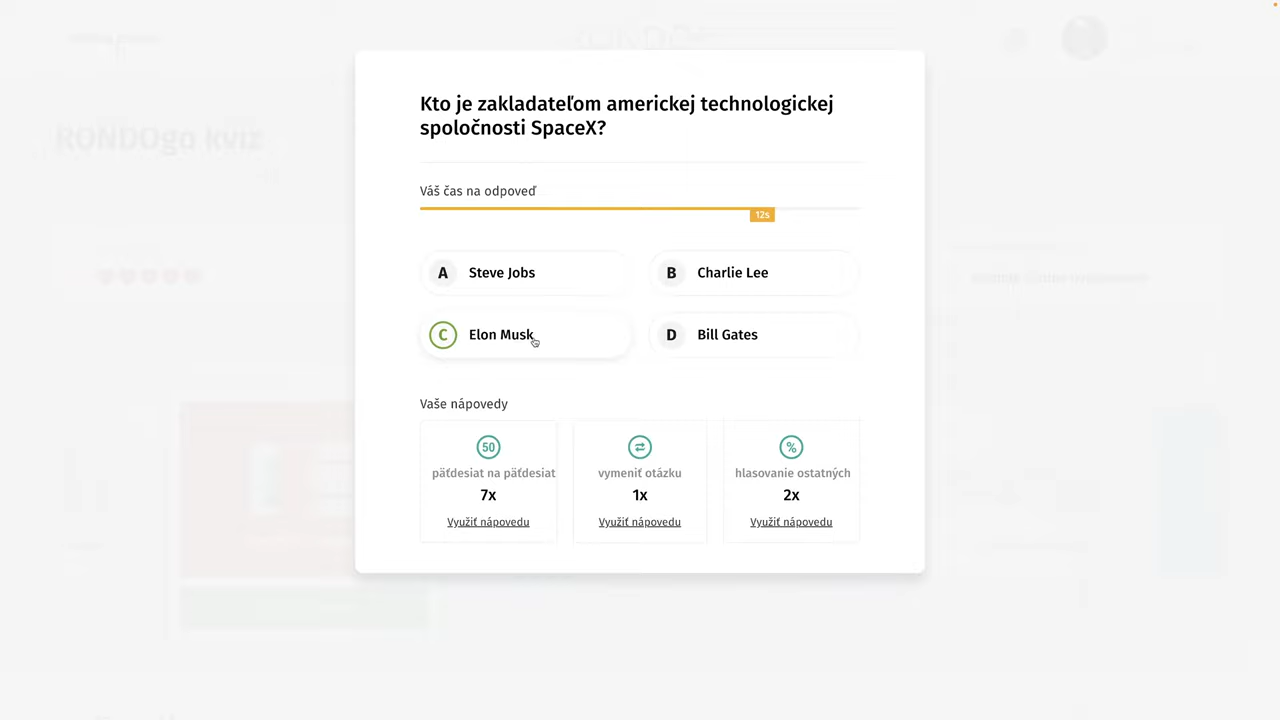 RONDOgo kvíz
Kto je zakladateľom americkej technologickej
spoločnosti SpaceX?
Váš čas na odpoveď
12s
A Steve Jobs
B Charlie Lee
C Elon Musk
D Bill Gates
Vaše nápovedy
50
%
päťdesiat na päťdesiat
vymeniť otázku
hlasovanie ostatných
7x
1x
2x
Využiť nápovedu
Využiť nápovedu
Využiť nápovedu